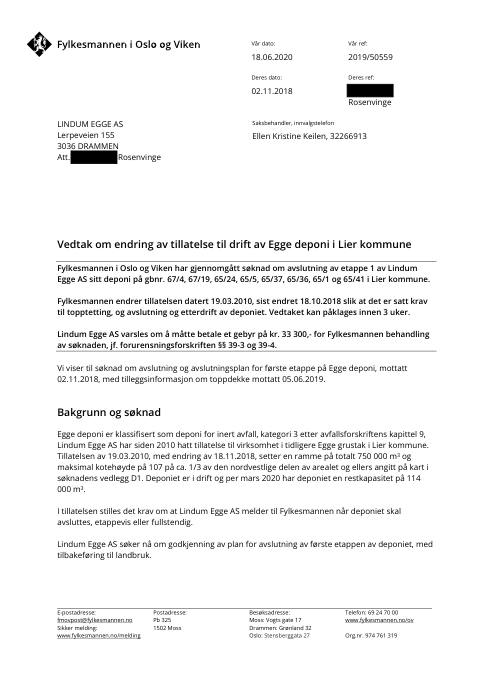 Fylkesmannen i Oslo og Viken
Vår dato:
Vår ref:
18.06.2020
2019/50559
Deres dato:
Deres ref:
02.11.2018
Rosenvinge
LINDUM EGGE AS
Lerpeveien 155
3036 DRAMMEN
Att. Rosenvinge
Saksbehandler, innvalgstelefon
Ellen Kristine Keilen, 32266913
Vedtak om endring av tillatelse til drift av Egge deponi i Lier kommune
Fylkesmannen i Oslo og Viken har gjennomgått søknad om avslutning av etappe 1 av Lindum
Egge AS sitt deponi på gbnr. 67/4, 67/19, 65/24, 65/5, 65/37, 65/36, 65/1 og 65/41 i Lier kommune.
Fylkesmannen endrer tillatelsen datert 19.03.2010, sist endret 18.10.2018 slik at det er satt krav
til topptetting, og avslutning og etterdrift av deponiet. Vedtaket kan påklages innen 3 uker.
Lindum Egge AS varsles om å måtte betale et gebyr på kr. 33 300,- for Fylkesmannen behandling
av søknaden, jf. forurensningsforskriften §§ 39-3 og 39-4.
Vi viser til søknad om avslutning og avslutningsplan for første etappe på Egge deponi, mottatt
02.11.2018, med tilleggsinformasjon om toppdekke mottatt 05.06.2019.
Bakgrunn og søknad
Egge deponi er klassifisert som deponi for inert avfall, kategori 3 etter avfallsforskriftens kapittel 9,
Lindum Egge AS har siden 2010 hatt tillatelse til virksomhet i tidligere Egge grustak i Lier kommune.
Tillatelsen av 19.03.2010, med endring av 18.11.2018, setter en ramme på totalt 750 000 m³ og
maksimal kotehøyde på 107 på ca. 1/3 av den nordvestlige delen av arealet og ellers angitt på kart i
søknadens vedlegg D1. Deponiet er i drift og per mars 2020 har deponiet en restkapasitet på 114
000 m³.
I tillatelsen stilles det krav om at Lindum Egge AS melder til Fylkesmannen når deponiet skal
avsluttes, etappevis eller fullstendig.
Lindum Egge AS søker nå om godkjenning av plan for avslutning av første etappen av deponiet, med
tilbakeføring til landbruk.
E-postadresse:
fmovpost@fylkesmannen.no
Sikker melding:
www.fylkesmannen.no/melding
Postadresse:
Pb 325
1502 Moss
Besøksadresse:
Moss: Vogts gate 17
Drammen: Grønland 32
Oslo: Stensberggata 27
Telefon: 69 24 70 00
www.fylkesmannen.no/ov
Org.nr. 974 761 319